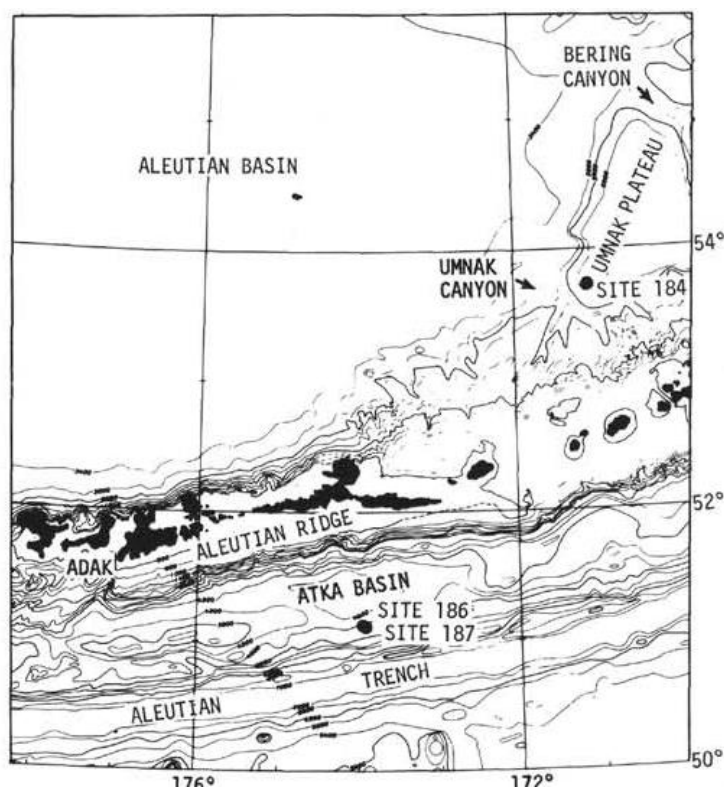 BERING
CANYON
ALEUTIAN BASIN
UMNAK PLATEAU
54°
UMNAK
CANYON
SITE 184
52°
ALEUTIAN RIDGE
ADAK
ATKA BASIN
SITE 186
SITE 187
TRENCH
ALEUTIAN
50°
176°
172°